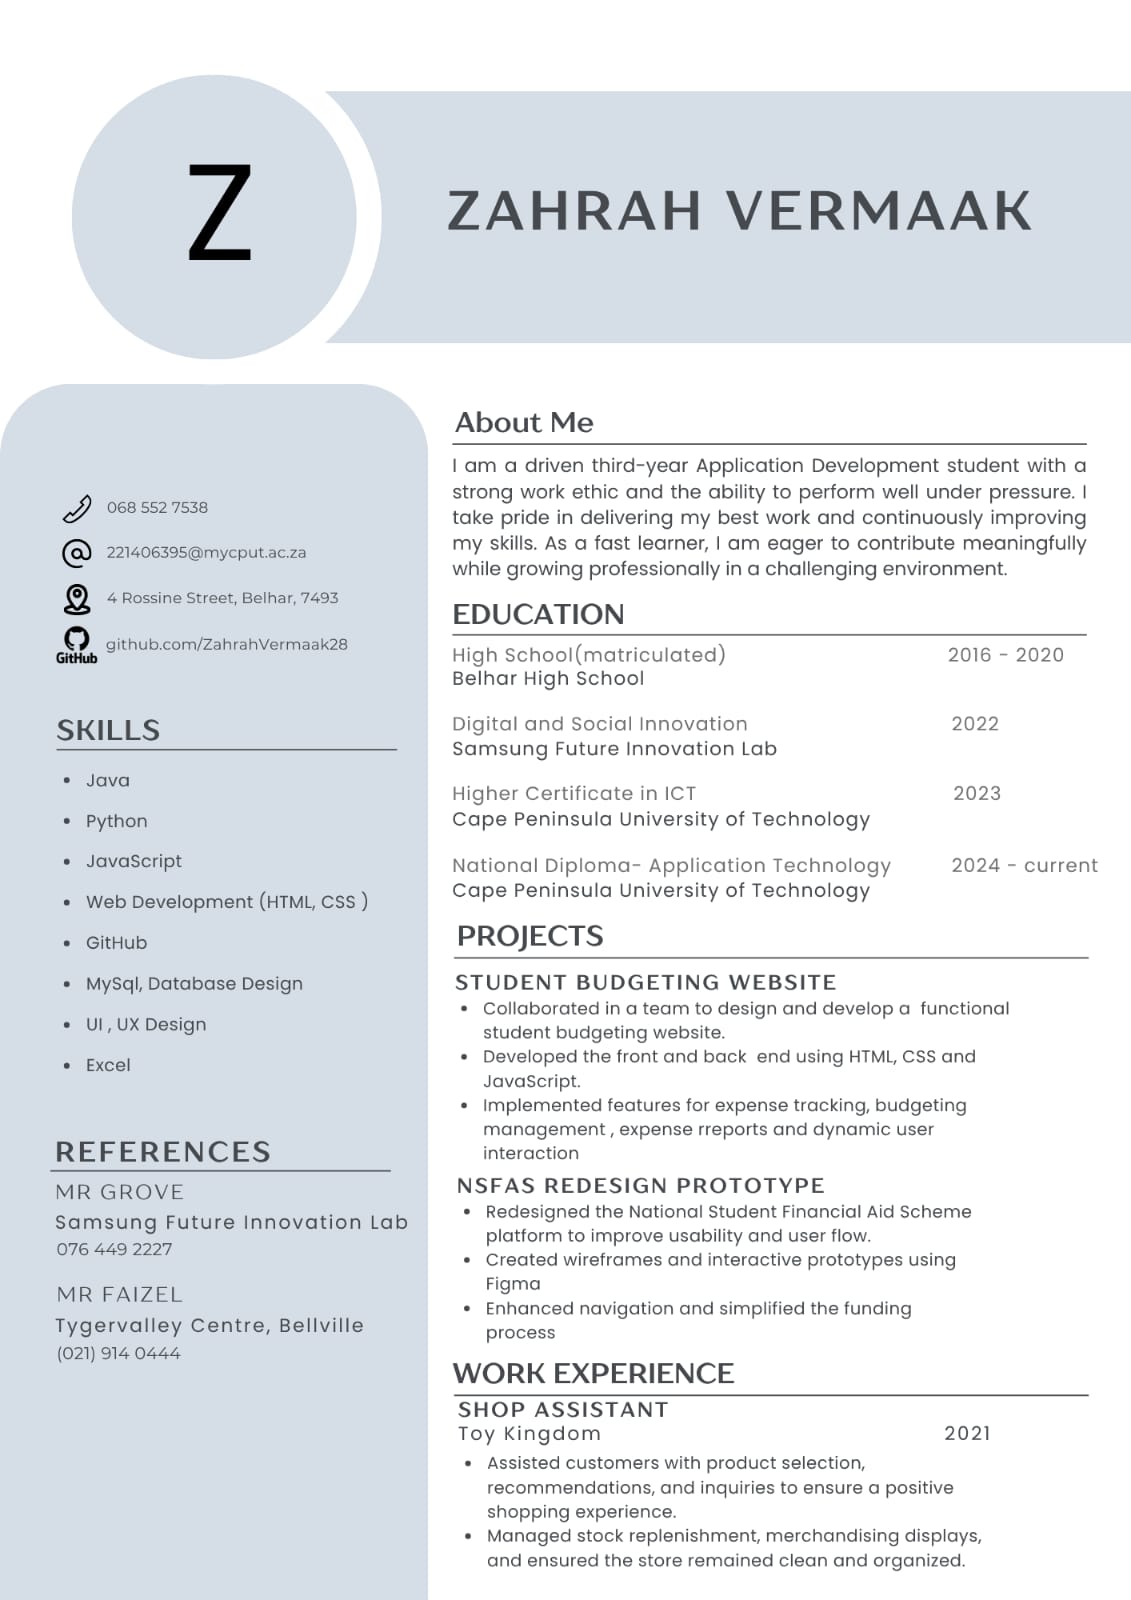 Z
ZAHRAH VERMAAK
068 552 7538
221406395@mycput.ac.za
4 Rossine Street, Belhar, 7493
GitHub
github.com/ZahrahVermaak28
SKILLS
• Java
• Python
• JavaScript
• Web Development (HTML, CSS )
• GitHub
• MySql, Database Design
• UI , UX Design
• Excel
REFERENCES
MR GROVE
Samsung Future Innovation Lab
076 449 2227
MR FAIZEL
Tygervalley Centre, Bellville
(021) 914 0444
About Me
I am a driven third-year Application Development student with a
strong work ethic and the ability to perform well under pressure. I
take pride in delivering my best work and continuously improving
my skills. As a fast learner, I am eager to contribute meaningfully
while growing professionally in a challenging environment.
EDUCATION
High School(matriculated) 2016 - 2020
Belhar High School
Digital and Social Innovation 2022
Samsung Future Innovation Lab
Higher Certificate in ICT 2023
Cape Peninsula University of Technology
National Diploma- Application Technology 2024 - current
Cape Peninsula University of Technology
PROJECTS
STUDENT BUDGETING WEBSITE
• Collaborated in a team to design and develop a functional
student budgeting website.
• Developed the front and back end using HTML, CSS and
JavaScript.
• Implemented features for expense tracking, budgeting
management , expense rreports and dynamic user
interaction
NSFAS REDESIGN PROTOTYPE
• Redesigned the National Student Financial Aid Scheme
platform to improve usability and user flow.
• Created wireframes and interactive prototypes using
Figma
• Enhanced navigation and simplified the funding
process
WORK EXPERIENCE
SHOP ASSISTANT
Toy Kingdom 2021
• Assisted customers with product selection,
recommendations, and inquiries to ensure a positive
shopping experience.
• Managed stock replenishment, merchandising displays,
and ensured the store remained clean and organized.